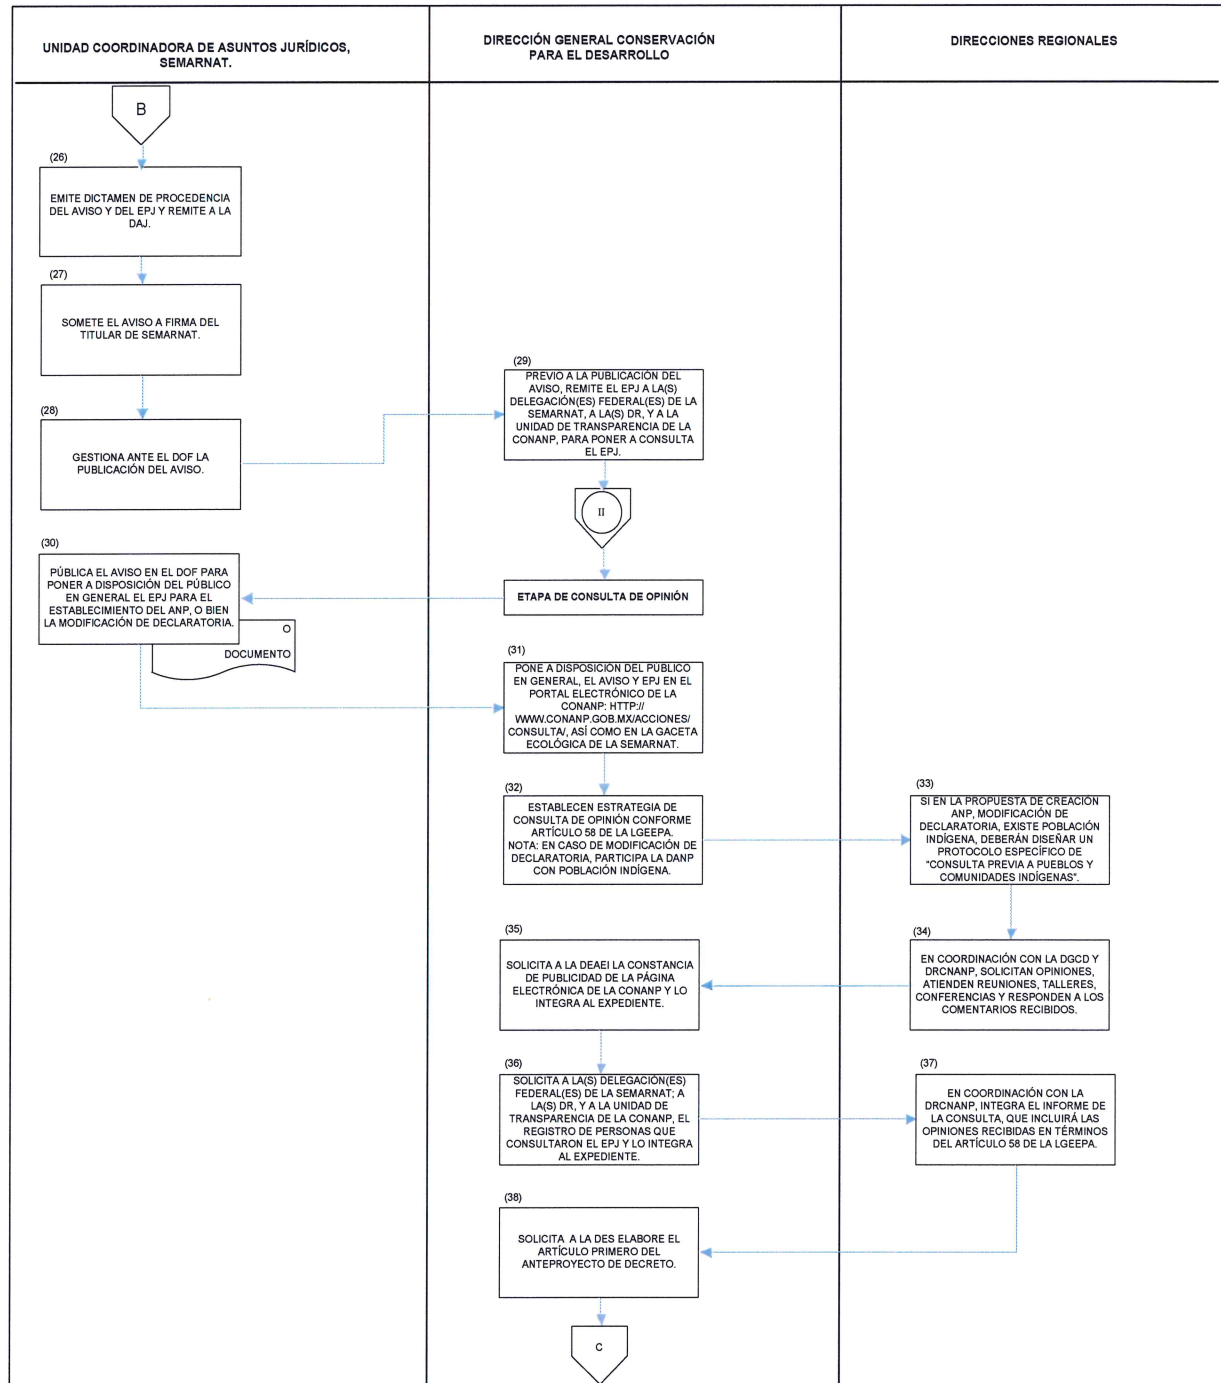 UNIDAD COORDINADORA DE ASUNTOS JURÍDICOS,
SEMARNAT.
DIRECCIÓN GENERAL CONSERVACIÓN
PARA EL DESARROLLO
DIRECCIONES REGIONALES
B
(26)
EMITE DICTAMEN DE PROCEDENCIA
DEL AVISO Y DEL EPJ Y REMITE A LA
DAJ.
(27)
SOMETE EL AVISO A FIRMA DEL
TITULAR DE SEMARNAT.
(28)
GESTIONA ANTE EL DOF LA
PUBLICACIÓN DEL AVISO.
(29)
PREVIO A LA PUBLICACIÓN DEL
AVISO, REMITE EL EPJ A LA(S)
DELEGACIÓN(ES) FEDERAL(ES) DE LA
SEMARNAT, A LA(S) DR, Y A LA
UNIDAD DE TRANSPARENCIA DE LA
CONANP, PARA PONER A CONSULTA
EL EPJ.
II
ETAPA DE CONSULTA DE OPINIÓN
(30)
PÚBLICA EL AVISO EN EL DOF PARA
PONER A DISPOSICIÓN DEL PÚBLICO
EN GENERAL EL EPJ PARA EL
ESTABLECIMIENTO DEL ANP, O BIEN
LA MODIFICACIÓN DE DECLARATORIA.
DOCUMENTO
(31)
PONE A DISPOSICIÓN DEL PÚBLICO
EN GENERAL, EL AVISO Y EPJ EN EL
PORTAL ELECTRÓNICO DE LA
CONANP: HTTP://
WWW.CONANP.GOB.MX/ACCIONES/
CONSULTA/, ASÍ COMO EN LA GACETA
ECOLÓGICA DE LA SEMARNAT.
(32)
ESTABLECEN ESTRATEGIA DE
CONSULTA DE OPINIÓN CONFORME
ARTÍCULO 58 DE LA LGEEPA.
NOTA: EN CASO DE MODIFICACIÓN DE
DECLARATORIA, PARTICIPA LA DANP
CON POBLACIÓN INDÍGENA.
(33)
SI EN LA PROPUESTA DE CREACIÓN
ANP, MODIFICACIÓN DE
DECLARATORIA, EXISTE POBLACIÓN
INDÍGENA, DEBERÁN DISEÑAR UN
PROTOCOLO ESPECÍFICO DE
"CONSULTA PREVIA A PUEBLOS Y
COMUNIDADES INDÍGENAS".
(34)
EN COORDINACIÓN CON LA DGCD Y
DRCNANP, SOLICITAN OPINIONES,
ATIENDEN REUNIONES, TALLERES,
CONFERENCIAS Y RESPONDEN A LOS
COMENTARIOS RECIBIDOS.
(35)
SOLICITA A LA DEAEI LA CONSTANCIA
DE PUBLICIDAD DE LA PÁGINA
ELECTRÓNICA DE LA CONANP Y LO
INTEGRA AL EXPEDIENTE.
(36)
SOLICITA A LA(S) DELEGACIÓN(ES)
FEDERAL(ES) DE LA SEMARNAT; A
LA(S) DR, Y A LA UNIDAD DE
TRANSPARENCIA DE LA CONANP, EL
REGISTRO DE PERSONAS QUE
CONSULTARON EL EPJ Y LO INTEGRA
AL EXPEDIENTE.
(37)
EN COORDINACIÓN CON LA
DRCNANP, INTEGRA EL INFORME DE
LA CONSULTA, QUE INCLUIRÁ LAS
OPINIONES RECIBIDAS EN TÉRMINOS
DEL ARTÍCULO 58 DE LA LGEEPA.
(38)
SOLICITA A LA DES ELABORE EL
ARTÍCULO PRIMERO DEL
ANTEPROYECTO DE DECRETO.
C